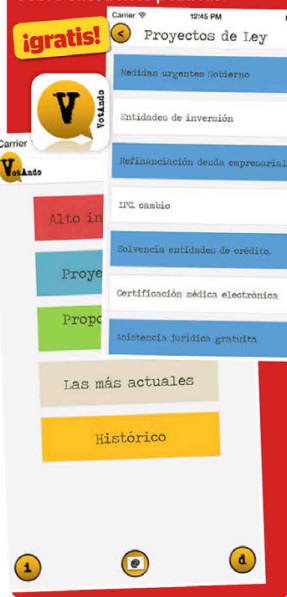 ¡gratis!
V
VotAndo
Carrier
12:45 PM
<
Proyectos de Ley
Medidas urgentes Gobierno
Entidades de inversión
Refinanciación deuda empresarial
IPC. cambio
Solvencia entidades de crédito.
Certificación médica electrónica
Asistencia jurídica gratuita
Carrier
VotAndo
Alto in
Proye
Propo
Las más actuales
Histórico
i
@
d